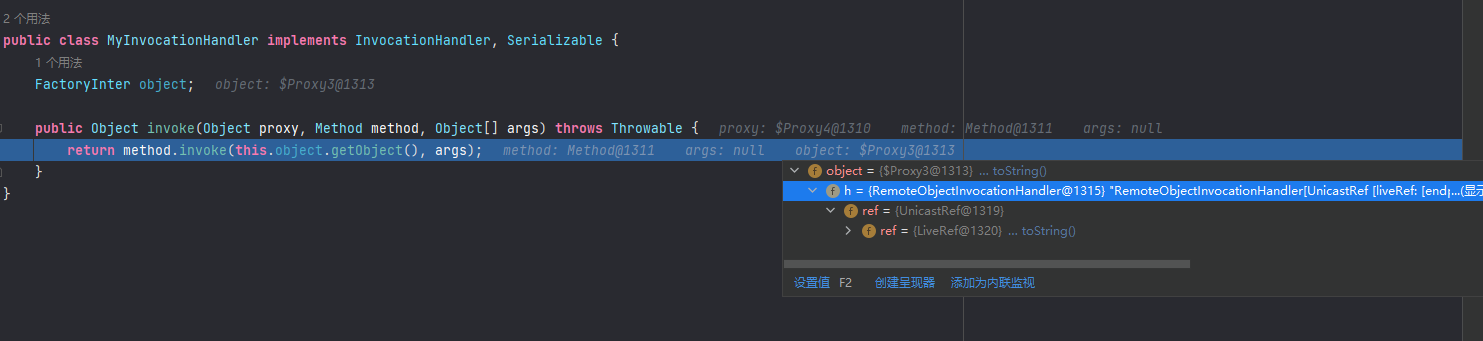 2 个用法
public class MyInvocationHandler implements InvocationHandler, Serializable {
1 个用法
FactoryInter object; object: $Proxy3@1313
public Object invoke(Object proxy, Method method, Object[] args) throws Throwable { proxy: $Proxy4@1310 method: Method@1311 args: null
return method.invoke(this.object.getObject(), args); method: Method@1311 args: null object: $Proxy3@1313
}
}
object = {$Proxy3@1313} ... toString()
h = {RemoteObjectInvocationHandler@1315} "RemoteObjectInvocationHandler[UnicastRef [liveRef: [endp...(显示
ref = {UnicastRef@1319}
ref = {LiveRef@1320} ... toString()
设置值 F2 创建呈现器 添加为内联监视